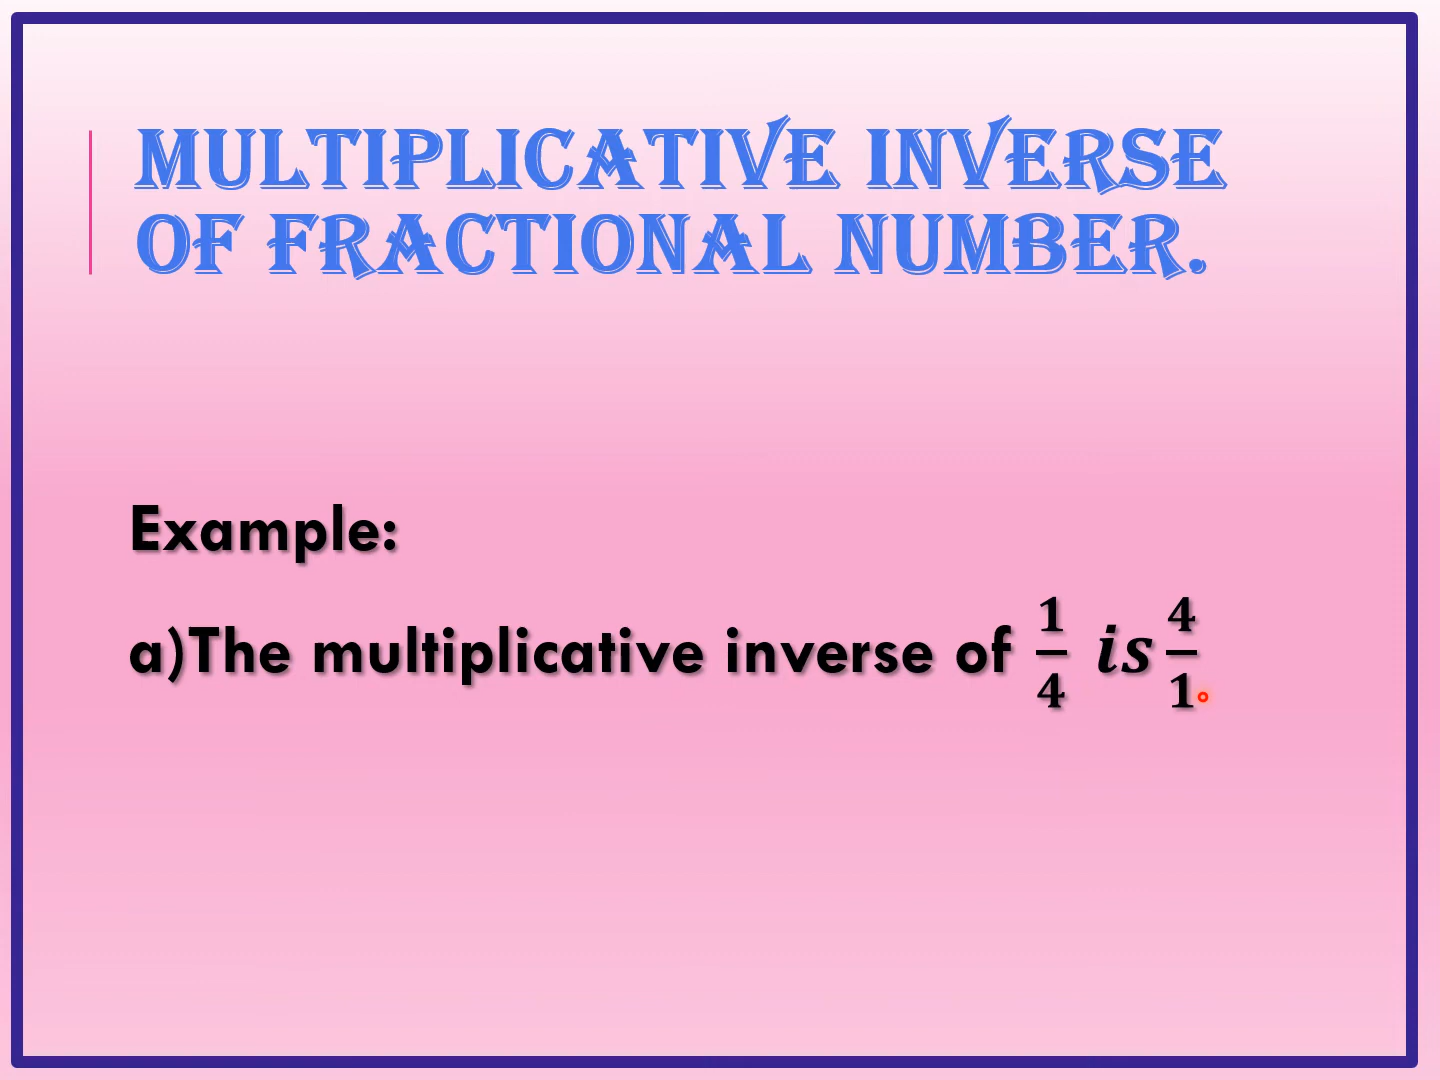 MULTIPLICATIVE INVERSE
OF FRACTIONAL NUMBER.
Example:
a)The multiplicative inverse of 1/4 is 4/1